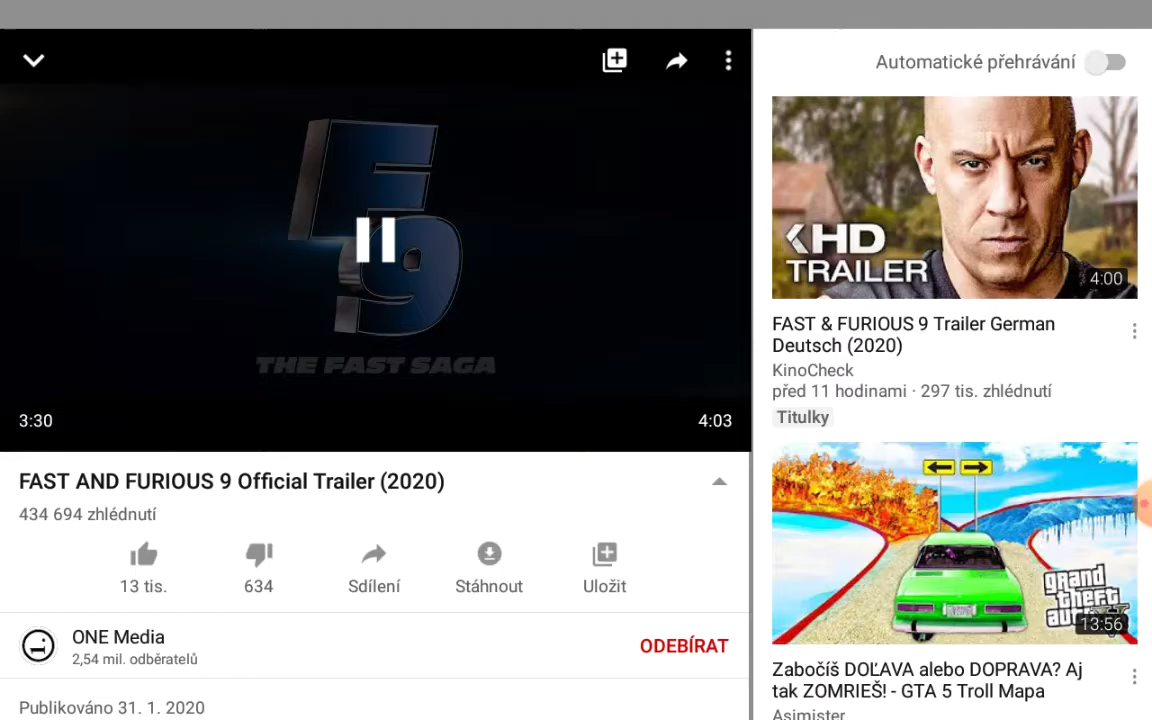 F9
THE FAST SAGA
3:30
4:03
FAST AND FURIOUS 9 Official Trailer (2020)
434 694 zhlédnutí
13 tis.
634
Sdílení
Stáhnout
Uložit
ONE Media
2,54 mil. odběratelů
ODEBÍRAT
Publikováno 31. 1. 2020
Automatické přehrávání
HD
TRAILER
4:00
FAST & FURIOUS 9 Trailer German
Deutsch (2020)
KinoCheck
před 11 hodinami · 297 tis. zhlédnutí
Titulky
grand
theft
aut
13:56
Zabočíš DOĽAVA alebo DOPRAVA? Aj
tak ZOMRIEŠ! - GTA 5 Troll Mapa
Asimister